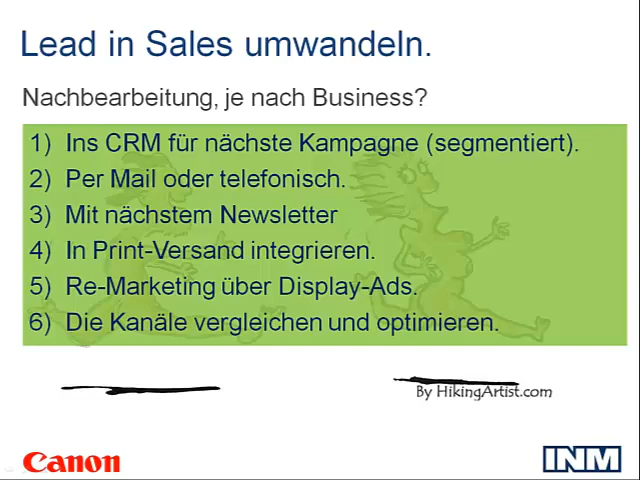 Lead in Sales umwandeln.
Nachbearbeitung, je nach Business?
1) Ins CRM für nächste Kampagne (segmentiert).
2) Per Mail oder telefonisch.
3) Mit nächstem Newsletter
4) In Print-Versand integrieren.
5) Re-Marketing über Display-Ads.
6) Die Kanäle vergleichen und optimieren.
By HikingArtist.com
Canon
INM